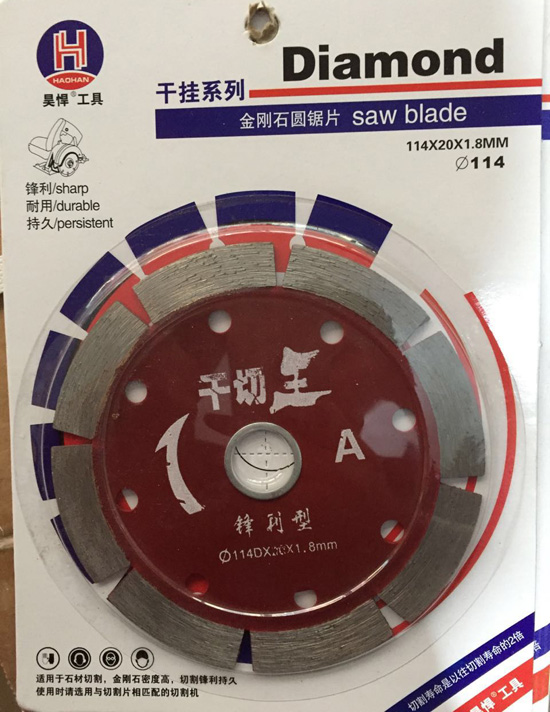 HAOHAN
昊悍®工具
干挂系列
Diamond
金刚石圆锯片 saw blade
114X20X1.8MM
Ø114
锋利/sharp
耐用/durable
持久/persistent
干切王
A
锋利型
Ø114DX20X1.8mm
适用于石材切割，金刚石密度高，切割锋利持久
使用时请选用与切割片相匹配的切割机
切割寿命是以往切割寿命的2倍
昊悍®工具